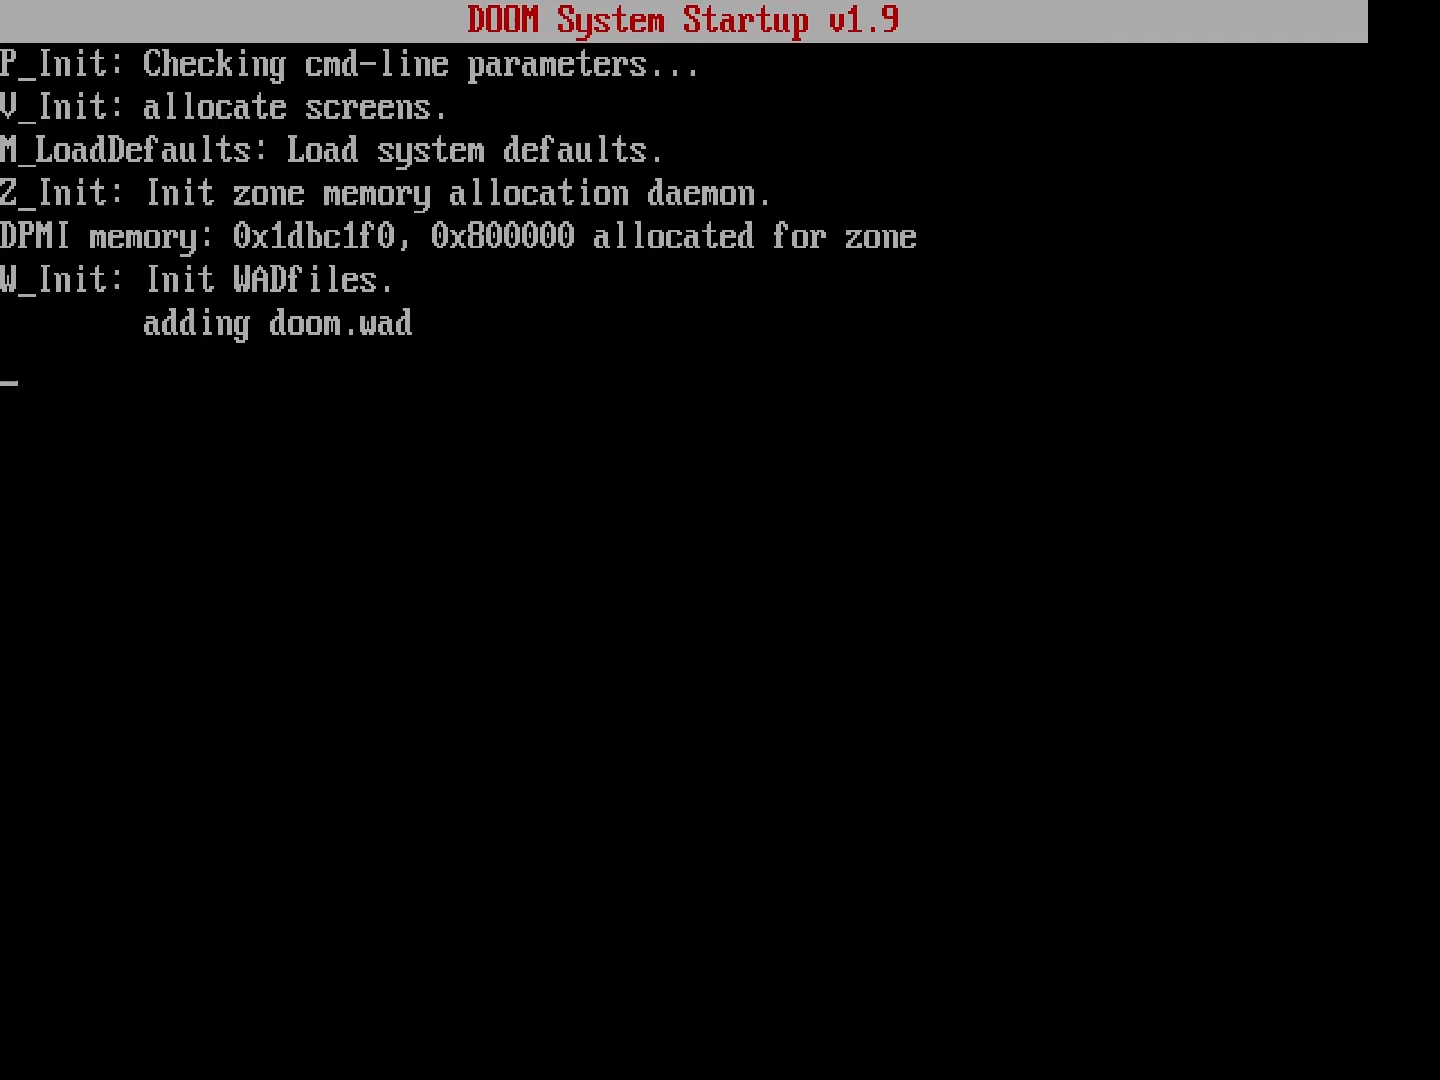 DOOM System Startup v1.9
P_Init: Checking cmd-line parameters...
V_Init: allocate screens.
M_LoadDefaults: Load system defaults.
Z_Init: Init zone memory allocation daemon.
DPMI memory: 0x1dbc1f0, 0x800000 allocated for zone
W_Init: Init WADfiles.
        adding doom.wad